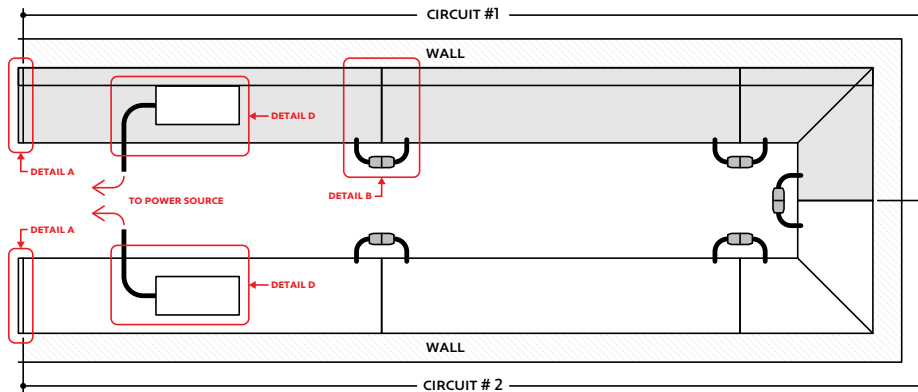 CIRCUIT #1
WALL
DETAIL D
DETAIL A
DETAIL B
TO POWER SOURCE
DETAIL A
DETAIL D
WALL
CIRCUIT # 2